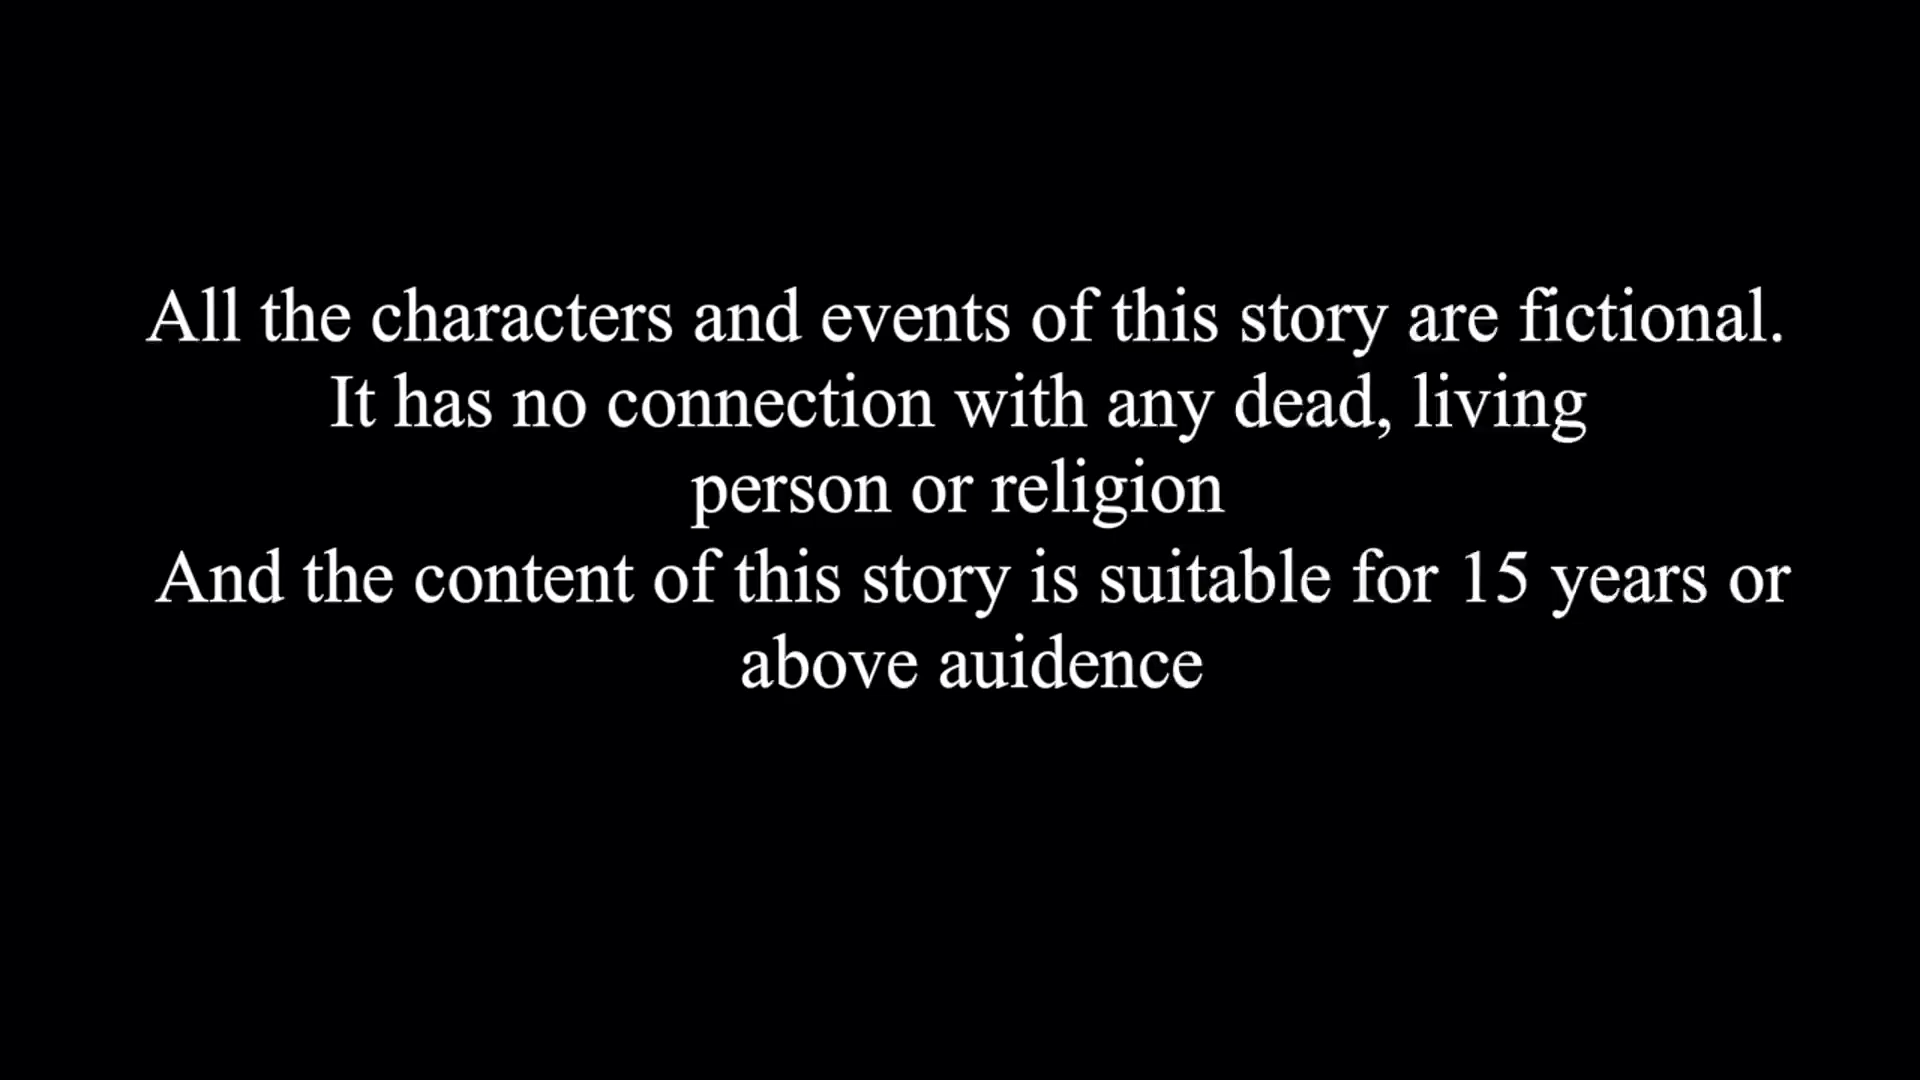 All the characters and events of this story are fictional.
It has no connection with any dead, living
person or religion
And the content of this story is suitable for 15 years or
above auidence